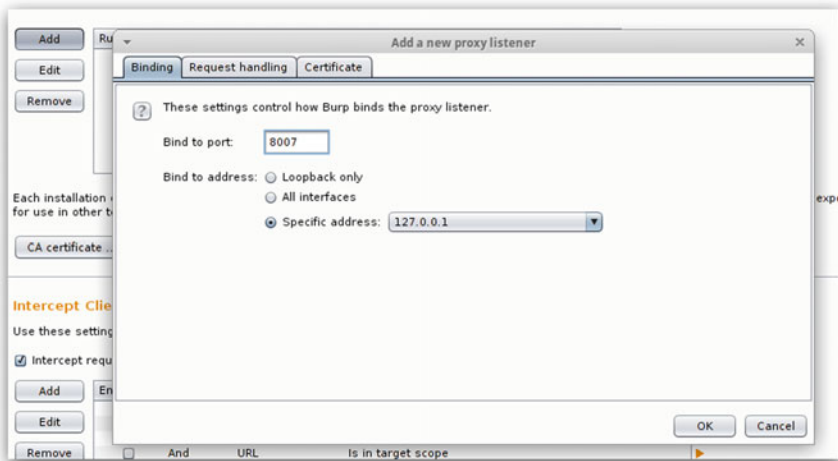 Add
Ru
Add a new proxy listener
Edit
Binding
Request handling
Certificate
Remove
?
These settings control how Burp binds the proxy listener.
Bind to port:
8007
Bind to address:
Loopback only
All interfaces
Specific address:
127.0.0.1
Each installation
expo
for use in other t
CA certificate ..
Intercept Clie
Use these setting
Intercept requ
Add
En
Edit
OK
Cancel
Remove
And
URL
Is in target scope